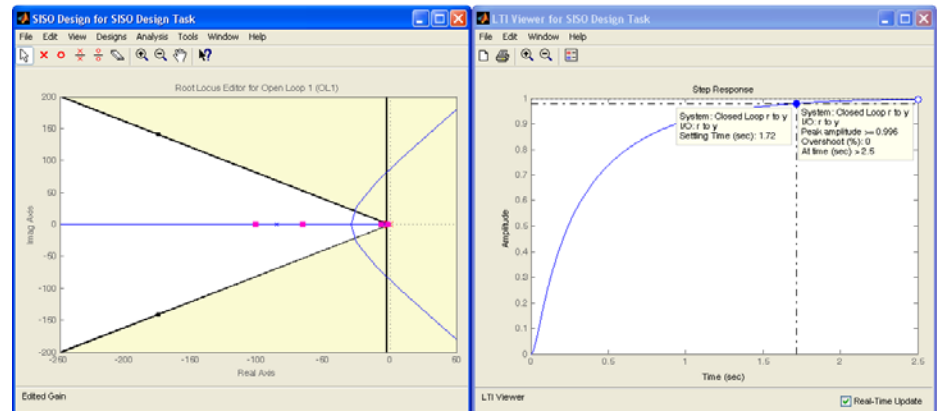 SISO Design for SISO Design Task
File Edit View Designs Analysis Tools Window Help
Root Locus Editor for Open Loop 1 (OL1)
200
150
100
50
0
-50
-100
-150
-200
Imag Axis
-250
-200
-150
-100
-50
0
50
Real Axis
Edited Gain
LTI Viewer for SISO Design Task
File Edit Window Help
Step Response
1
0.9
0.8
0.7
0.6
0.5
0.4
0.3
0.2
0.1
0
Amplitude
System: Closed Loop r to y
I/O: r to y
Settling Time (sec): 1.72
System: Closed Loop r to y
I/O: r to y
Peak amplitude >= 0.996
Overshoot (%): 0
At time (sec) > 2.5
0
0.5
1
1.5
2
2.5
Time (sec)
LTI Viewer
Real-Time Update